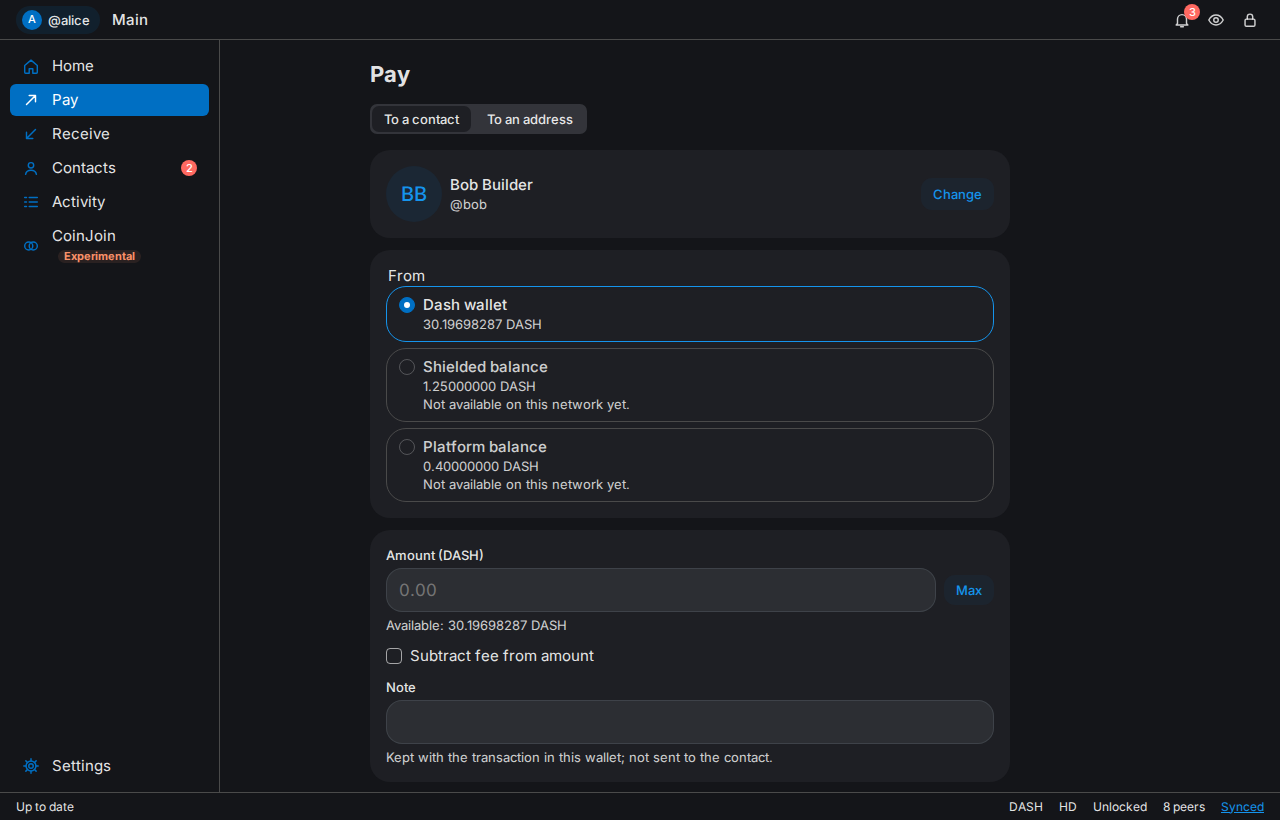 A @alice Main 3
Home
Pay
Receive
Contacts 2
Activity
CoinJoin
Experimental
Settings
Pay
To a contact To an address
BB
Bob Builder
@bob
Change
From
Dash wallet
30.19698287 DASH
Shielded balance
1.25000000 DASH
Not available on this network yet.
Platform balance
0.40000000 DASH
Not available on this network yet.
Amount (DASH)
0.00 Max
Available: 30.19698287 DASH
Subtract fee from amount
Note
Kept with the transaction in this wallet; not sent to the contact.
Up to date DASH HD Unlocked 8 peers Synced